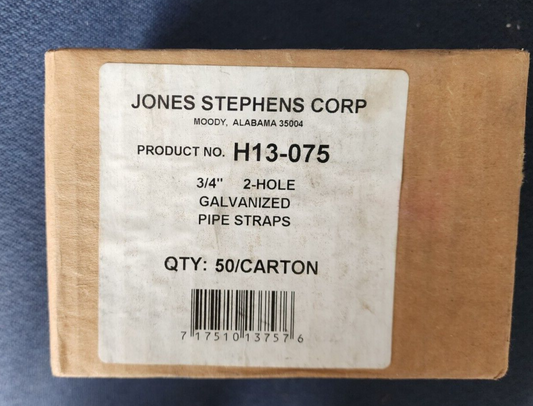 JONES STEPHENS CORP
MOODY, ALABAMA 35004
PRODUCT NO. H13-075
3/4" 2-HOLE
GALVANIZED
PIPE STRAPS
QTY: 50/CARTON
7 17510 13757 6